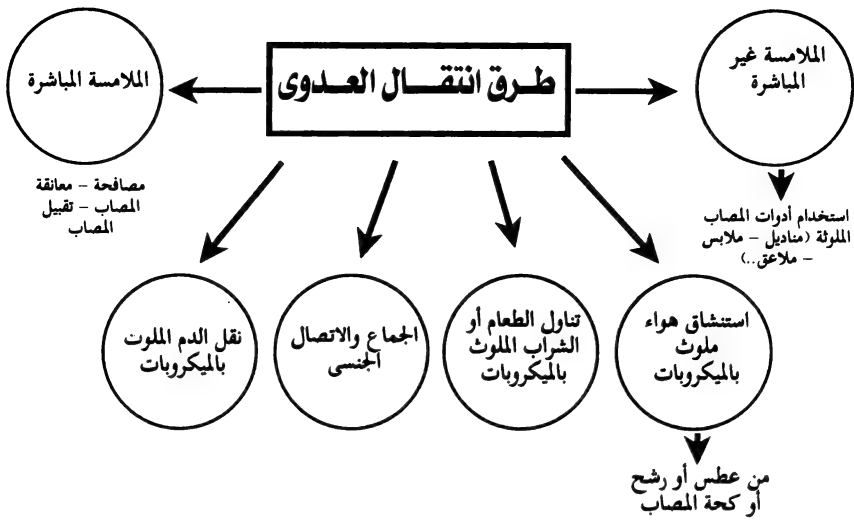 طرق انتقال العدوى
الملامسة غير
المباشرة
استخدام أدوات المصاب
الملوثة (مناديل – ملابس
– ملاعق..)
الملامسة المباشرة
مصافحة – معانقة
المصاب – تقبيل
المصاب
استنشاق هواء
ملوث
بالميكروبات
من عطس أو رشح
أو كحة المصاب
تناول الطعام أو
الشراب الملوث
بالميكروبات
الجماع والاتصال
الجنسى
نقل الدم الملوت
بالميكروبات